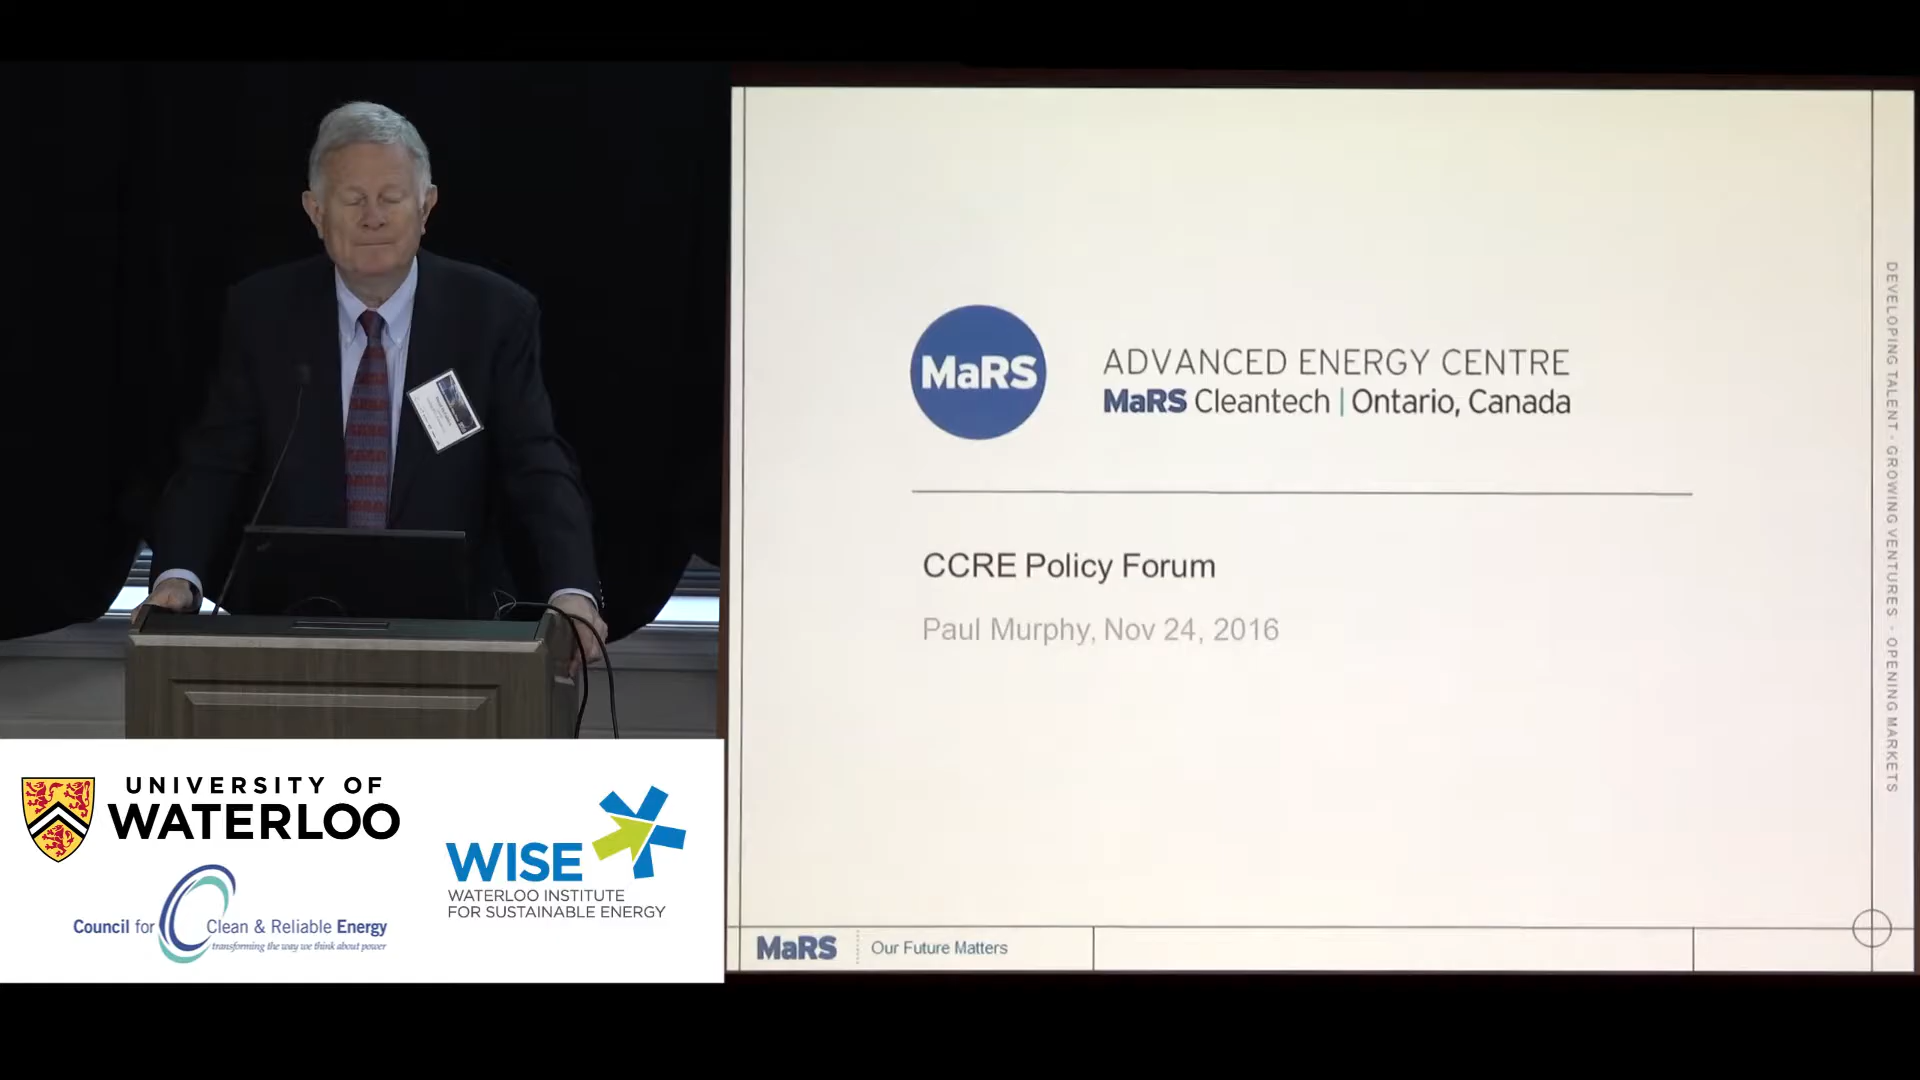 MaRS
ADVANCED ENERGY CENTRE
MaRS Cleantech | Ontario, Canada
CCRE Policy Forum
Paul Murphy, Nov 24, 2016
DEVELOPING TALENT - GROWING VENTURES - OPENING MARKETS
MaRS
Our Future Matters
UNIVERSITY OF
WATERLOO
Council for Clean & Reliable Energy
transforming the way we think about power
WISE
WATERLOO INSTITUTE
FOR SUSTAINABLE ENERGY